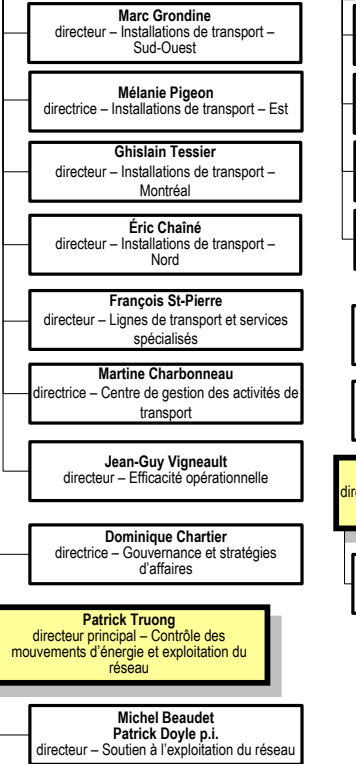 Marc Grondine
directeur – Installations de transport –
Sud-Ouest
Mélanie Pigeon
directrice – Installations de transport – Est
Ghislain Tessier
directeur – Installations de transport –
Montréal
Éric Chaîné
directeur – Installations de transport –
Nord
François St-Pierre
directeur – Lignes de transport et services
spécialisés
Martine Charbonneau
directrice – Centre de gestion des activités de
transport
Jean-Guy Vigneault
directeur – Efficacité opérationnelle
Dominique Chartier
directrice – Gouvernance et stratégies
d’affaires
Patrick Truong
directeur principal – Contrôle des
mouvements d’énergie et exploitation du
réseau
Michel Beaudet
Patrick Doyle p.i.
directeur – Soutien à l’exploitation du réseau